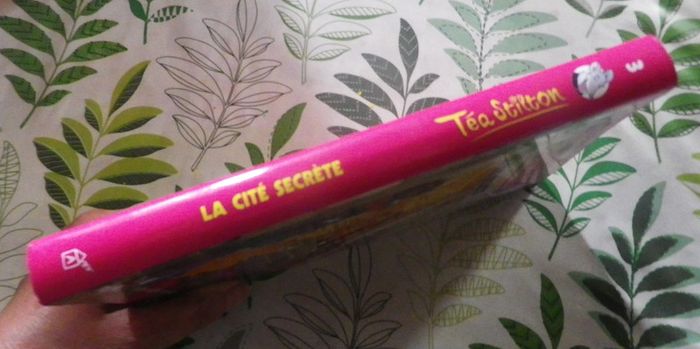 LA CITÉ SECRÈTE
Téa Stilton
3